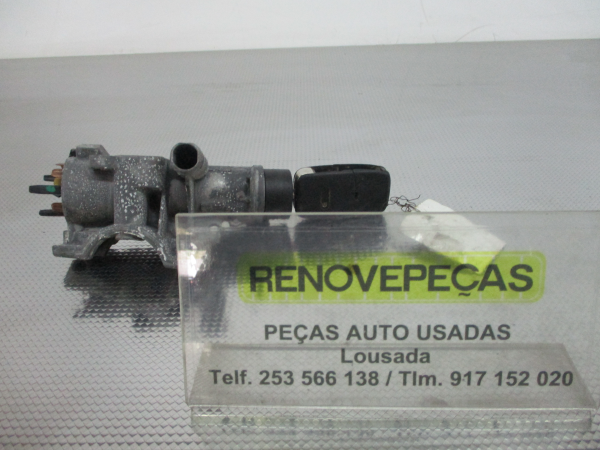 RENOVEPEÇAS
PEÇAS AUTO USADAS
Lousada
Telf. 253 566 138 / Tlm. 917 152 020